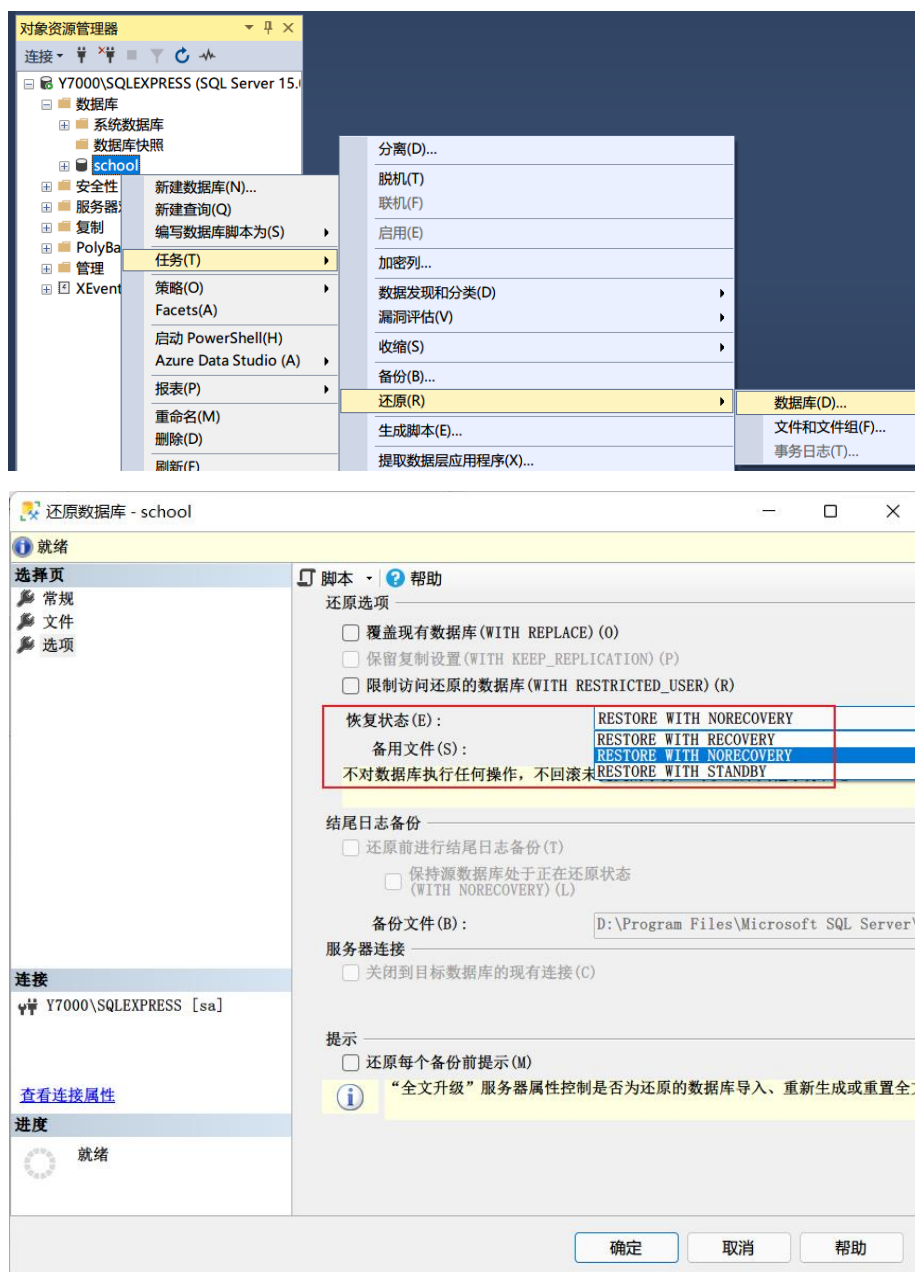 对象资源管理器
连接
Y7000\SQLEXPRESS (SQL Server 15.
数据库
系统数据库
数据库快照
school
安全性
服务器
复制
PolyBa
管理
XEvent
新建数据库(N)...
新建查询(Q)
编写数据库脚本为(S)
任务(T)
策略(O)
Facets(A)
启动 PowerShell(H)
Azure Data Studio (A)
报表(P)
重命名(M)
删除(D)
刷新(F)
分离(D)...
脱机(T)
联机(F)
启用(E)
加密列...
数据发现和分类(D)
漏洞评估(V)
收缩(S)
备份(B)...
还原(R)
生成脚本(E)...
提取数据层应用程序(X)...
数据库(D)...
文件和文件组(F)...
事务日志(T)...
还原数据库 - school
就绪
选择页
常规
文件
选项
脚本
帮助
还原选项
覆盖现有数据库(WITH REPLACE)(O)
保留复制设置(WITH KEEP_REPLICATION)(P)
限制访问还原的数据库(WITH RESTRICTED_USER)(R)
恢复状态(E):
RESTORE WITH NORECOVERY
RESTORE WITH RECOVERY
RESTORE WITH NORECOVERY
RESTORE WITH STANDBY
备用文件(S):
不对数据库执行任何操作，不回滚未
结尾日志备份
还原前进行结尾日志备份(T)
保持源数据库处于正在还原状态
(WITH NORECOVERY)(L)
备份文件(B):
D:\Program Files\Microsoft SQL Server\
服务器连接
关闭到目标数据库的现有连接(C)
提示
还原每个备份前提示(M)
“全文升级”服务器属性控制是否为还原的数据库导入、重新生成或重置全
连接
Y7000\SQLEXPRESS [sa]
查看连接属性
进度
就绪
确定
取消
帮助